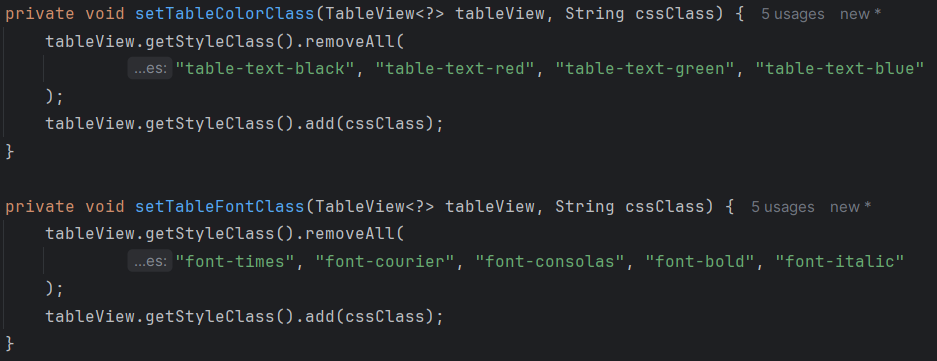 private void setTableColorClass(TableView<?> tableView, String cssClass) { 5 usages new *
tableView.getStyleClass().removeAll(
...es: "table-text-black", "table-text-red", "table-text-green", "table-text-blue"
);
tableView.getStyleClass().add(cssClass);
}
private void setTableFontClass(TableView<?> tableView, String cssClass) { 5 usages new *
tableView.getStyleClass().removeAll(
...es: "font-times", "font-courier", "font-consolas", "font-bold", "font-italic"
);
tableView.getStyleClass().add(cssClass);
}